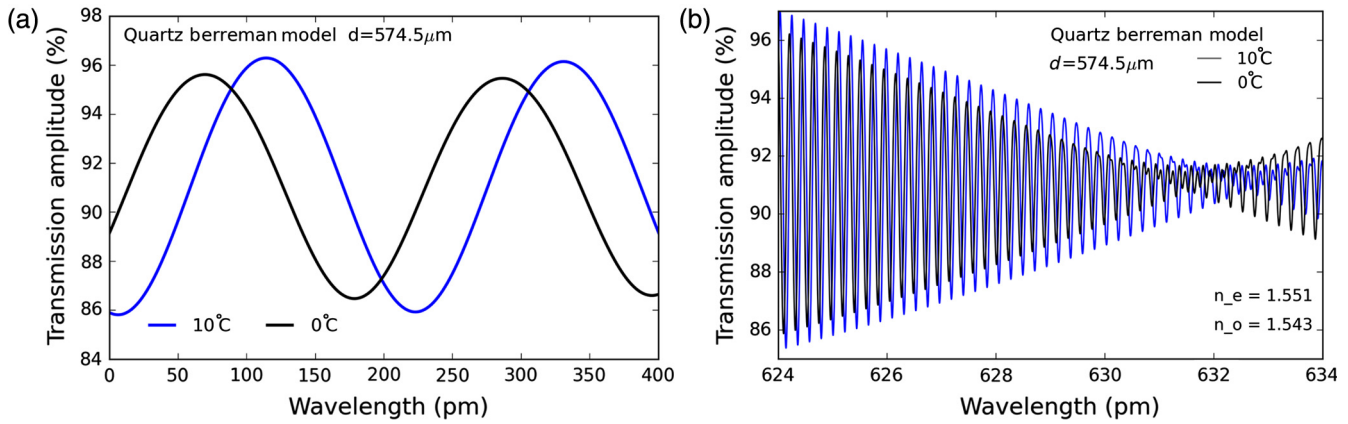 (a)
98
96
94
92
90
88
86
84
Transmission amplitude (%)
Quartz berreman model d=574.5μm
10°C
0°C
0 50 100 150 200 250 300 350 400
Wavelength (pm)
(b)
96
94
92
90
88
86
Transmission amplitude (%)
Quartz berreman model
d=574.5μm
10°C
0°C
n_e = 1.551
n_o = 1.543
624 626 628 630 632 634
Wavelength (pm)